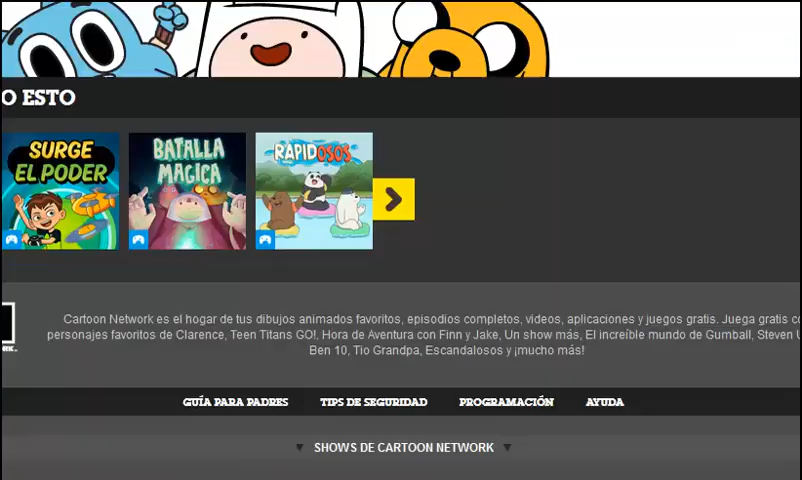 O ESTO
SURGE
EL PODER
BATALLA
MÁGICA
RAPIDOSOS
Cartoon Network es el hogar de tus dibujos animados favoritos, episodios completos, videos, aplicaciones y juegos gratis. Juega gratis co
personajes favoritos de Clarence, Teen Titans GO!, Hora de Aventura con Finn y Jake, Un show más, El increíble mundo de Gumball, Steven U
Ben 10, Tio Grandpa, Escandalosos y ¡mucho más!
GUÍA PARA PADRES
TIPS DE SEGURIDAD
PROGRAMACIÓN
AYUDA
SHOWS DE CARTOON NETWORK